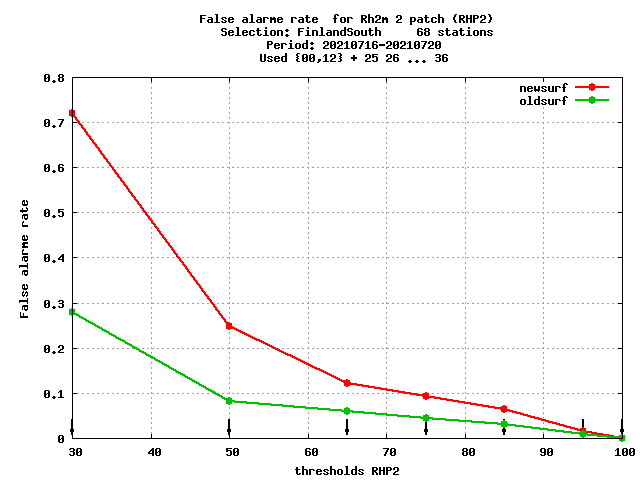 False alarme rate  for Rh2m 2 patch (RHP2)
Selection: FinlandSouth     68 stations
Period: 20210716-20210720
Used {00,12} + 25 26 ... 36
newsurf
oldsurf
0.8
0.7
0.6
0.5
0.4
0.3
0.2
0.1
0
False alarme rate
30 40 50 60 70 80 90 100
thresholds RHP2